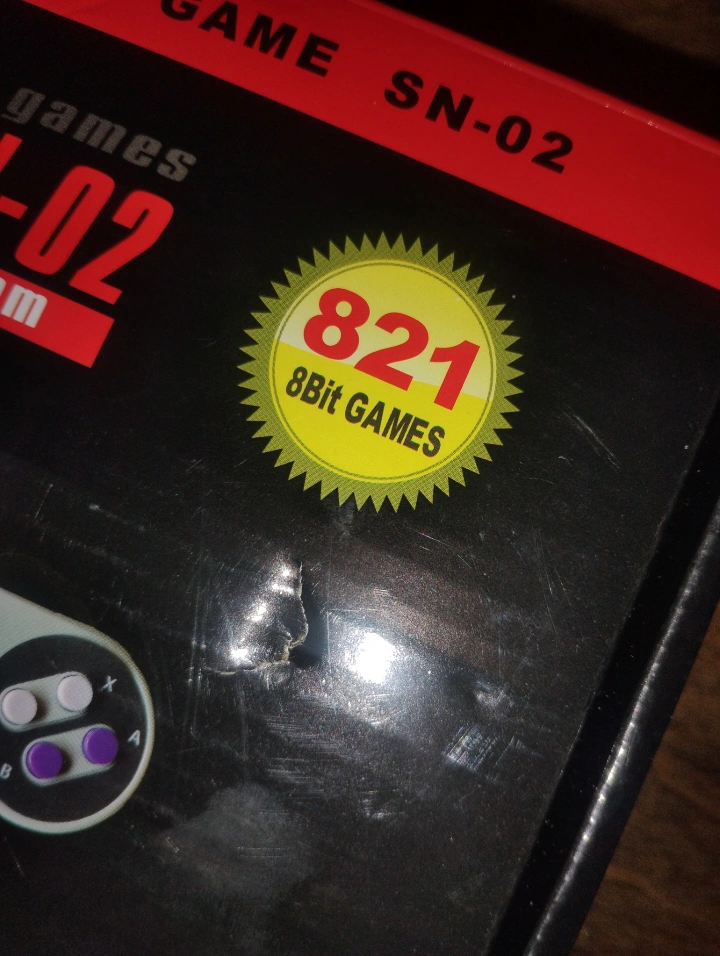 GAME SN-02
games
-02
m
821
8Bit GAMES
X
A
B